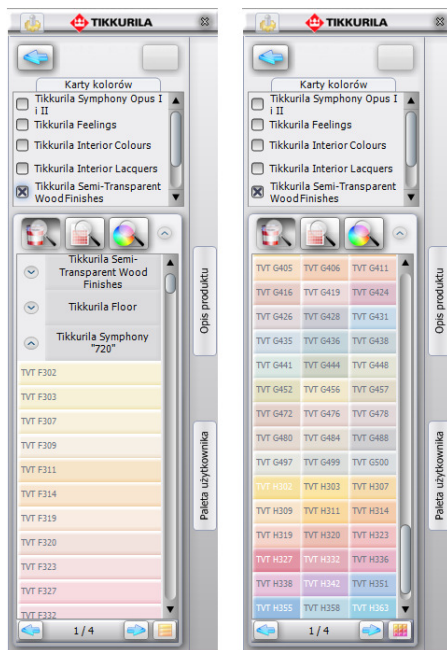 TIKKURILA
Karty kolorów
Tikkurila Symphony Opus I
i II
Tikkurila Feelings
Tikkurila Interior Colours
Tikkurila Interior Lacquers
Tikkurila Semi-Transparent
Wood Finishes
Tikkurila Semi-
Transparent Wood
Finishes
Tikkurila Floor
Tikkurila Symphony
"720"
TVT F302
TVT F303
TVT F307
TVT F309
TVT F311
TVT F314
TVT F319
TVT F320
TVT F323
TVT F327
TVT F332
1/4
Opis produktu
Paleta użytkownika
TIKKURILA
Karty kolorów
Tikkurila Symphony Opus I
i II
Tikkurila Feelings
Tikkurila Interior Colours
Tikkurila Interior Lacquers
Tikkurila Semi-Transparent
Wood Finishes
TVT G405 TVT G406 TVT G411
TVT G416 TVT G419 TVT G424
TVT G426 TVT G428 TVT G431
TVT G435 TVT G436 TVT G438
TVT G441 TVT G444 TVT G448
TVT G452 TVT G456 TVT G457
TVT G472 TVT G476 TVT G478
TVT G480 TVT G484 TVT G488
TVT G497 TVT G499 TVT G500
TVT H302 TVT H303 TVT H307
TVT H309 TVT H311 TVT H314
TVT H319 TVT H320 TVT H323
TVT H327 TVT H332 TVT H336
TVT H338 TVT H342 TVT H351
TVT H355 TVT H358 TVT H363
1/4
Opis produktu
Paleta użytkownika